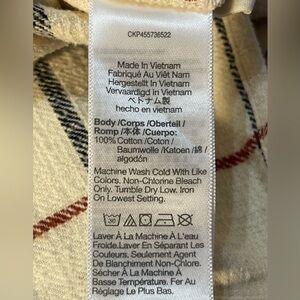 CKP455736522
Made In Vietnam
Fabriqué Au Viêt Nam
Hergestellt In Vietnam
Vervaardigd in Vietnam
ベトナム製
hecho en vietnam
Body /Corps /Oberteil /
Romp /本体 /Cuerpo:
100% Cotton /Coton /
Baumwolle /Katoen /綿 /
algodón
Machine Wash Cold With Like
Colors. Non-Chlorine Bleach
Only. Tumble Dry Low. Iron
On Lowest Setting.
Laver À La Machine À L'eau
Froide.Laver En Séparant Les
Couleurs. Seulement Agent
De Blanchiment Non-Chloré.
Sécher À La Machine À
Basse Température. Fer Au
Réglage Le Plus Bas.